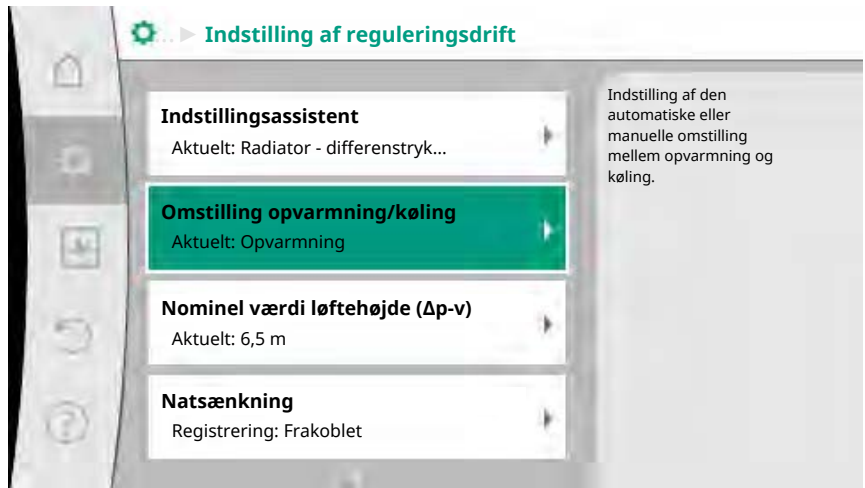 Indstilling af reguleringsdrift
Indstillingsassistent
Aktuelt: Radiator - differenstryk...
Omstilling opvarmning/køling
Aktuelt: Opvarmning
Nominel værdi løftehøjde (Δp-v)
Aktuelt: 6,5 m
Natsænkning
Registrering: Frakoblet
Indstilling af den
automatiske eller
manuelle omstilling
mellem opvarmning og
køling.